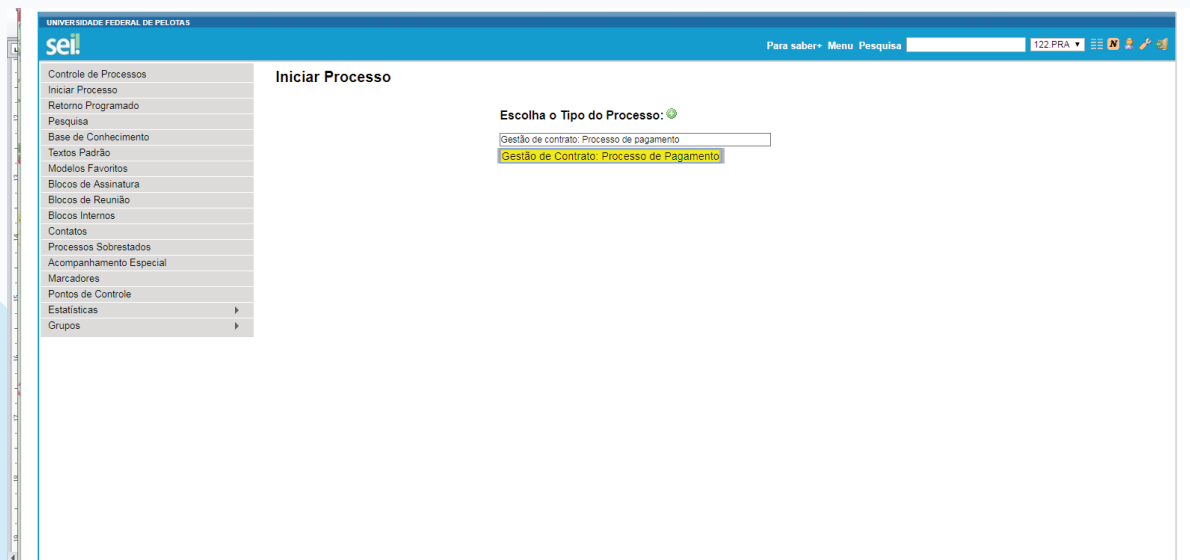 UNIVERSIDADE FEDERAL DE PELOTAS
sei!
Para saber+ Menu Pesquisa 122.PRA N
Controle de Processos
Iniciar Processo
Retorno Programado
Pesquisa
Base de Conhecimento
Textos Padrão
Modelos Favoritos
Blocos de Assinatura
Blocos de Reunião
Blocos Internos
Contatos
Processos Sobrestados
Acompanhamento Especial
Marcadores
Pontos de Controle
Estatísticas
Grupos
Iniciar Processo
Escolha o Tipo do Processo:
Gestão de contrato: Processo de pagamento
Gestão de Contrato: Processo de Pagamento